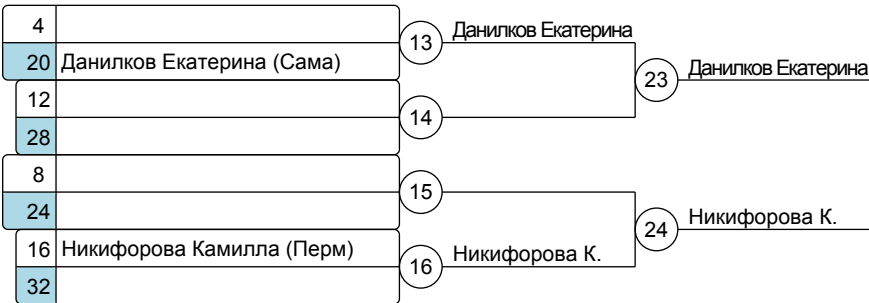 4
20 Данилков Екатерина (Сама)
13 Данилков Екатерина
12
28
14
23 Данилков Екатерина
8
24
15
16 Никифорова Камилла (Перм)
32
16 Никифорова К.
24 Никифорова К.